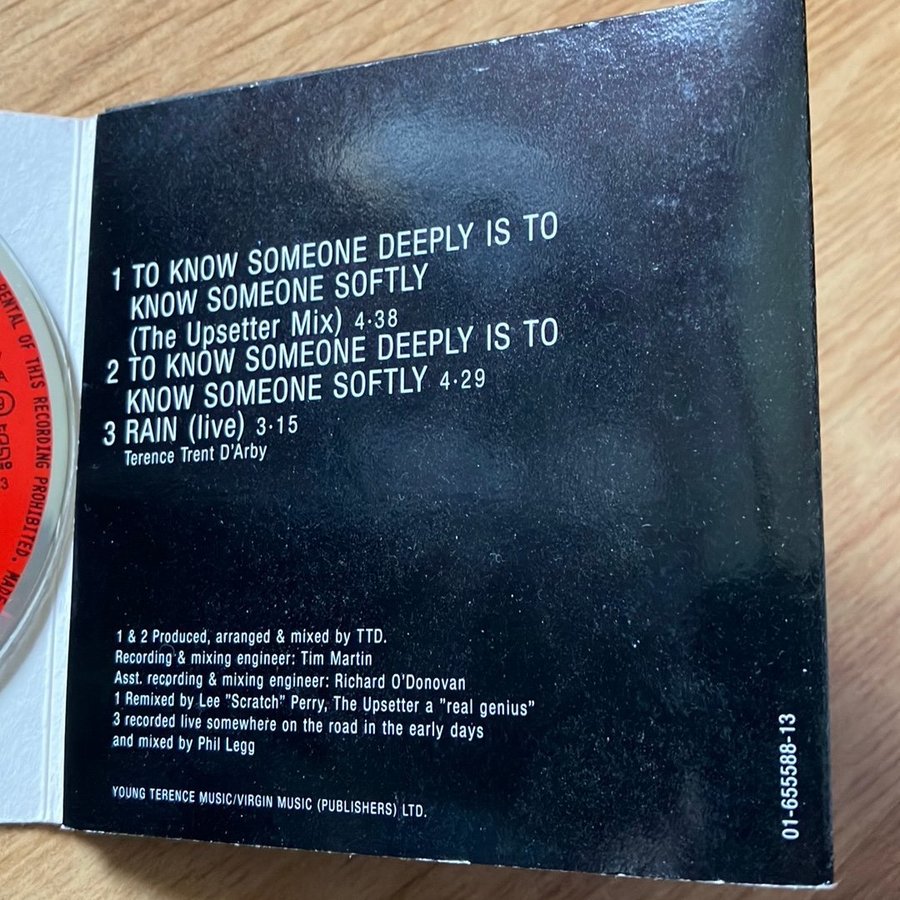 1 TO KNOW SOMEONE DEEPLY IS TO
KNOW SOMEONE SOFTLY
(The Upsetter Mix) 4·38
2 TO KNOW SOMEONE DEEPLY IS TO
KNOW SOMEONE SOFTLY 4·29
3 RAIN (live) 3·15
Terence Trent D'Arby
1 & 2 Produced, arranged & mixed by TTD.
Recording & mixing engineer: Tim Martin
Asst. recording & mixing engineer: Richard O'Donovan
1 Remixed by Lee "Scratch" Perry, The Upsetter a "real genius"
3 recorded live somewhere on the road in the early days
and mixed by Phil Legg
YOUNG TERENCE MUSIC/VIRGIN MUSIC (PUBLISHERS) LTD.
01-655588-13
RENTAL OF THIS RECORDING PROHIBITED. MADE